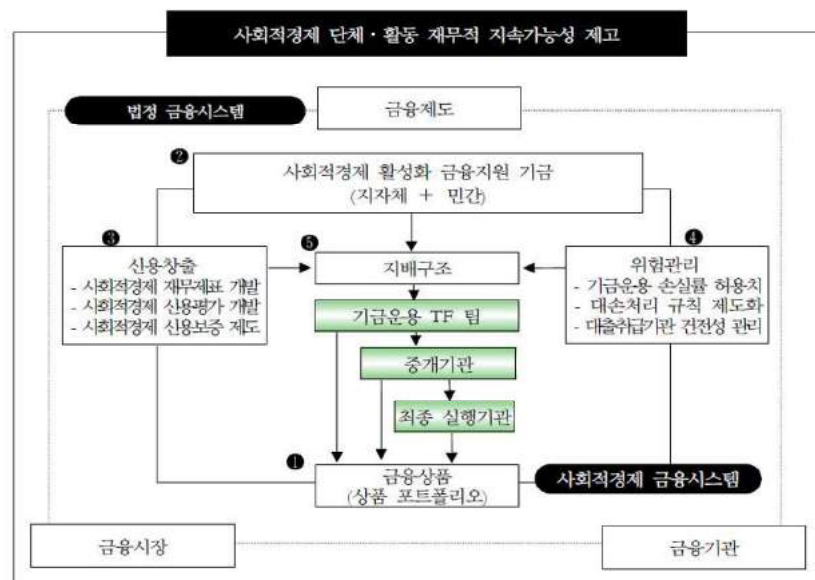 사회적경제 단체·활동 재무적 지속가능성 제고
법정 금융시스템
금융제도
❷
사회적경제 활성화 금융지원 기금
(지자체 + 민간)
❸
신용창출
- 사회적경제 재무제표 개발
- 사회적경제 신용평가 개발
- 사회적경제 신용보증 제도
❺
지배구조
❹
위험관리
- 기금운용 손실률 허용치
- 대손처리 규칙 제도화
- 대출취급기관 건전성 관리
기금운용 TF 팀
중개기관
최종 실행기관
❶
금융상품
(상품 포트폴리오)
사회적경제 금융시스템
금융시장
금융기관